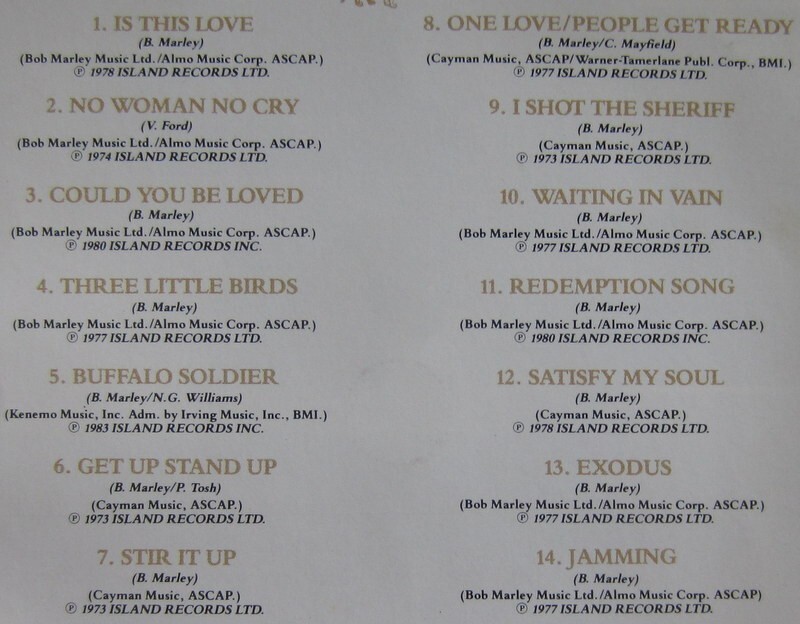 1. IS THIS LOVE
(B. Marley)
(Bob Marley Music Ltd./Almo Music Corp. ASCAP.)
℗ 1978 ISLAND RECORDS LTD.
2. NO WOMAN NO CRY
(V. Ford)
(Bob Marley Music Ltd./Almo Music Corp. ASCAP.)
℗ 1974 ISLAND RECORDS LTD.
3. COULD YOU BE LOVED
(B. Marley)
(Bob Marley Music Ltd./Almo Music Corp. ASCAP.)
℗ 1980 ISLAND RECORDS INC.
4. THREE LITTLE BIRDS
(B. Marley)
(Bob Marley Music Ltd./Almo Music Corp. ASCAP.)
℗ 1977 ISLAND RECORDS LTD.
5. BUFFALO SOLDIER
(B. Marley/N.G. Williams)
(Kenemo Music, Inc. Adm. by Irving Music, Inc., BMI.)
℗ 1983 ISLAND RECORDS INC.
6. GET UP STAND UP
(B. Marley/P. Tosh)
(Cayman Music, ASCAP.)
℗ 1973 ISLAND RECORDS LTD.
7. STIR IT UP
(B. Marley)
(Cayman Music, ASCAP.)
℗ 1973 ISLAND RECORDS LTD.
8. ONE LOVE/PEOPLE GET READY
(B. Marley/C. Mayfield)
(Cayman Music, ASCAP/Warner-Tamerlane Publ. Corp., BMI.)
℗ 1977 ISLAND RECORDS LTD.
9. I SHOT THE SHERIFF
(B. Marley)
(Cayman Music, ASCAP.)
℗ 1973 ISLAND RECORDS LTD.
10. WAITING IN VAIN
(B. Marley)
(Bob Marley Music Ltd./Almo Music Corp. ASCAP.)
℗ 1977 ISLAND RECORDS LTD.
11. REDEMPTION SONG
(B. Marley)
(Bob Marley Music Ltd./Almo Music Corp. ASCAP.)
℗ 1980 ISLAND RECORDS INC.
12. SATISFY MY SOUL
(B. Marley)
(Cayman Music, ASCAP.)
℗ 1978 ISLAND RECORDS LTD.
13. EXODUS
(B. Marley)
(Bob Marley Music Ltd./Almo Music Corp. ASCAP.)
℗ 1977 ISLAND RECORDS LTD.
14. JAMMING
(B. Marley)
(Bob Marley Music Ltd./Almo Music Corp. ASCAP)
℗ 1977 ISLAND RECORDS LTD.